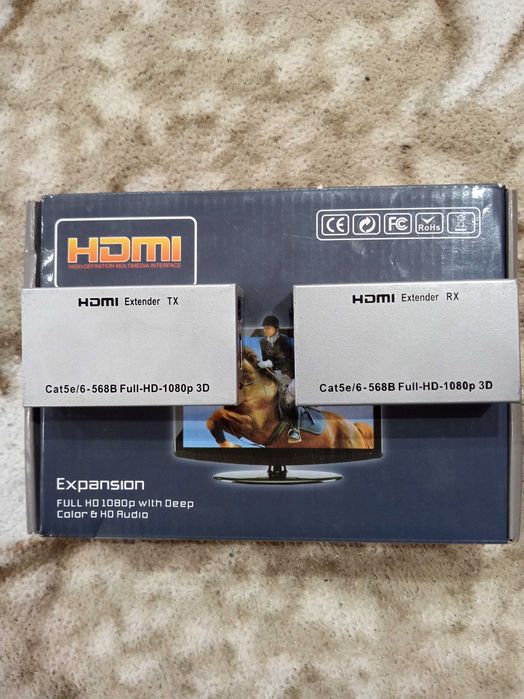 HDMI
HIGH-DEFINITION MULTIMEDIA INTERFACE
CE FC RoHS
HDMI Extender TX
Cat5e/6-568B Full-HD-1080p 3D
HDMI Extender RX
Cat5e/6-568B Full-HD-1080p 3D
Expansion
FULL HD 1080p with Deep
Color & HD Audio